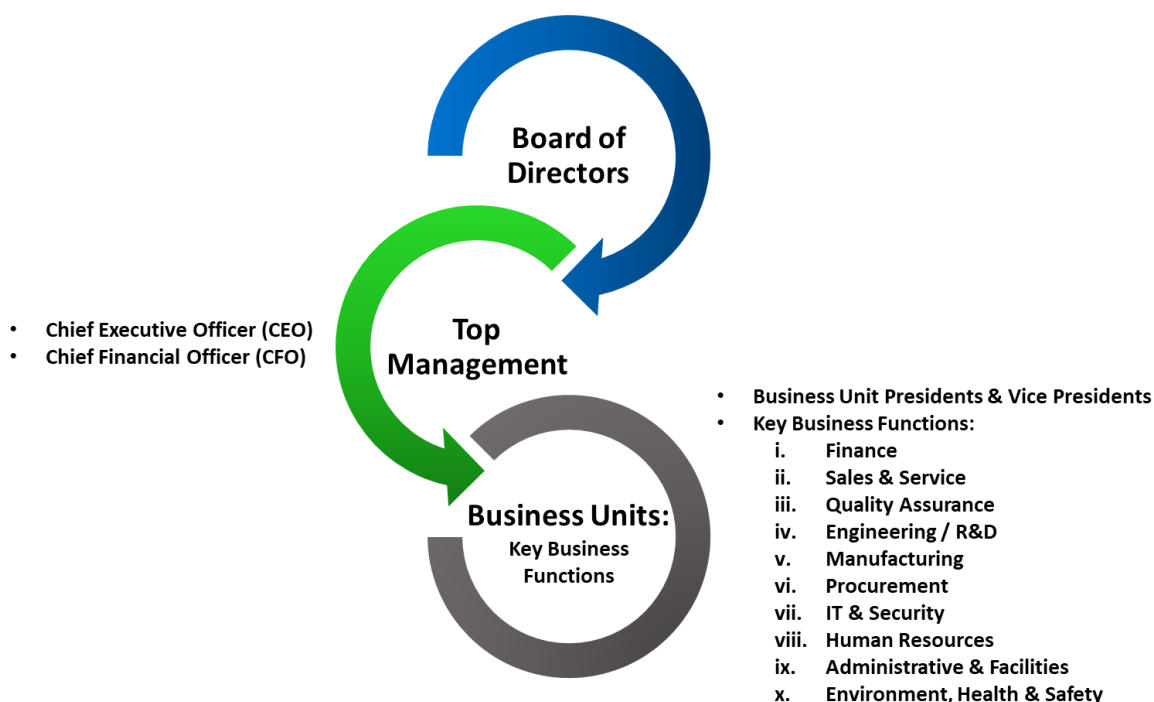 Board of
Directors
• Chief Executive Officer (CEO)
• Chief Financial Officer (CFO)
Top
Management
• Business Unit Presidents & Vice Presidents
• Key Business Functions:
i. Finance
ii. Sales & Service
iii. Quality Assurance
iv. Engineering / R&D
v. Manufacturing
vi. Procurement
vii. IT & Security
viii. Human Resources
ix. Administrative & Facilities
x. Environment, Health & Safety
Business Units:
Key Business
Functions